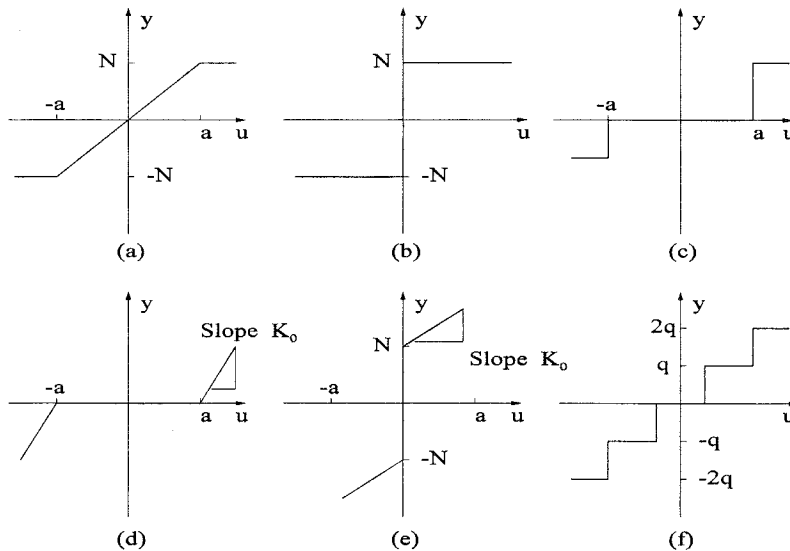 y
N
-a
a
u
-N
(a)
y
N
u
-N
(b)
y
-a
a
u
(c)
y
Slope K₀
-a
a
u
(d)
y
N
Slope K₀
-a
a
u
-N
(e)
y
2q
q
u
-q
-2q
(f)